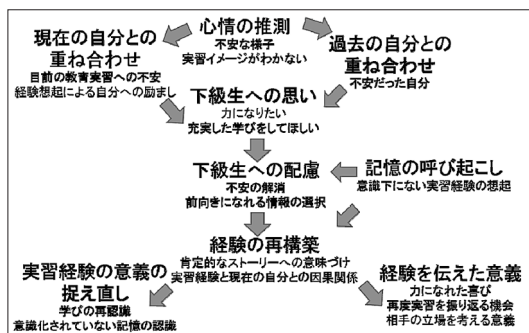 心情の推測
不安な様子
実習イメージがわかない
現在の自分との
重ね合わせ
目前の教育実習への不安
経験想起による自分への励まし
過去の自分との
重ね合わせ
不安だった自分
下級生への思い
力になりたい
充実した学びをしてほしい
下級生への配慮
不安の解消
前向きになれる情報の選択
記憶の呼び起こし
意識下にない実習経験の想起
経験の再構築
肯定的なストーリーへの意味づけ
実習経験と現在の自分との因果関係
実習経験の意義の
捉え直し
学びの再認識
意識化されていない記憶の認識
経験を伝えた意義
力になれた喜び
再度実習を振り返る機会
相手の立場を考える意義